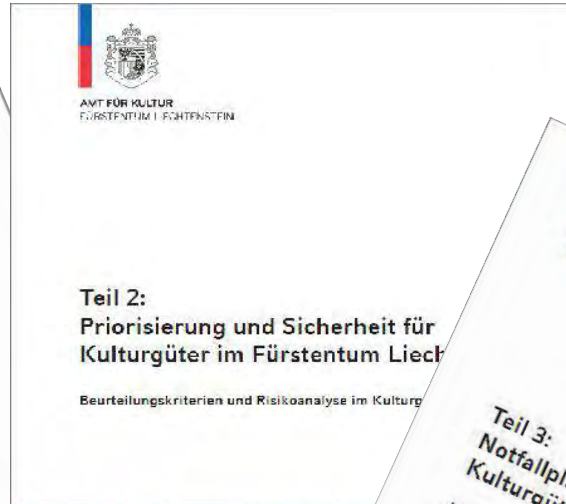 AMT FÜR KULTUR
FÜRSTENTUM LIECHTENSTEIN
Teil 2:
Priorisierung und Sicherheit für
Kulturgüter im Fürstentum Liech
Beurteilungskriterien und Risikoanalyse im Kulturg
Teil 3:
Notfallpl
Kulturgüt